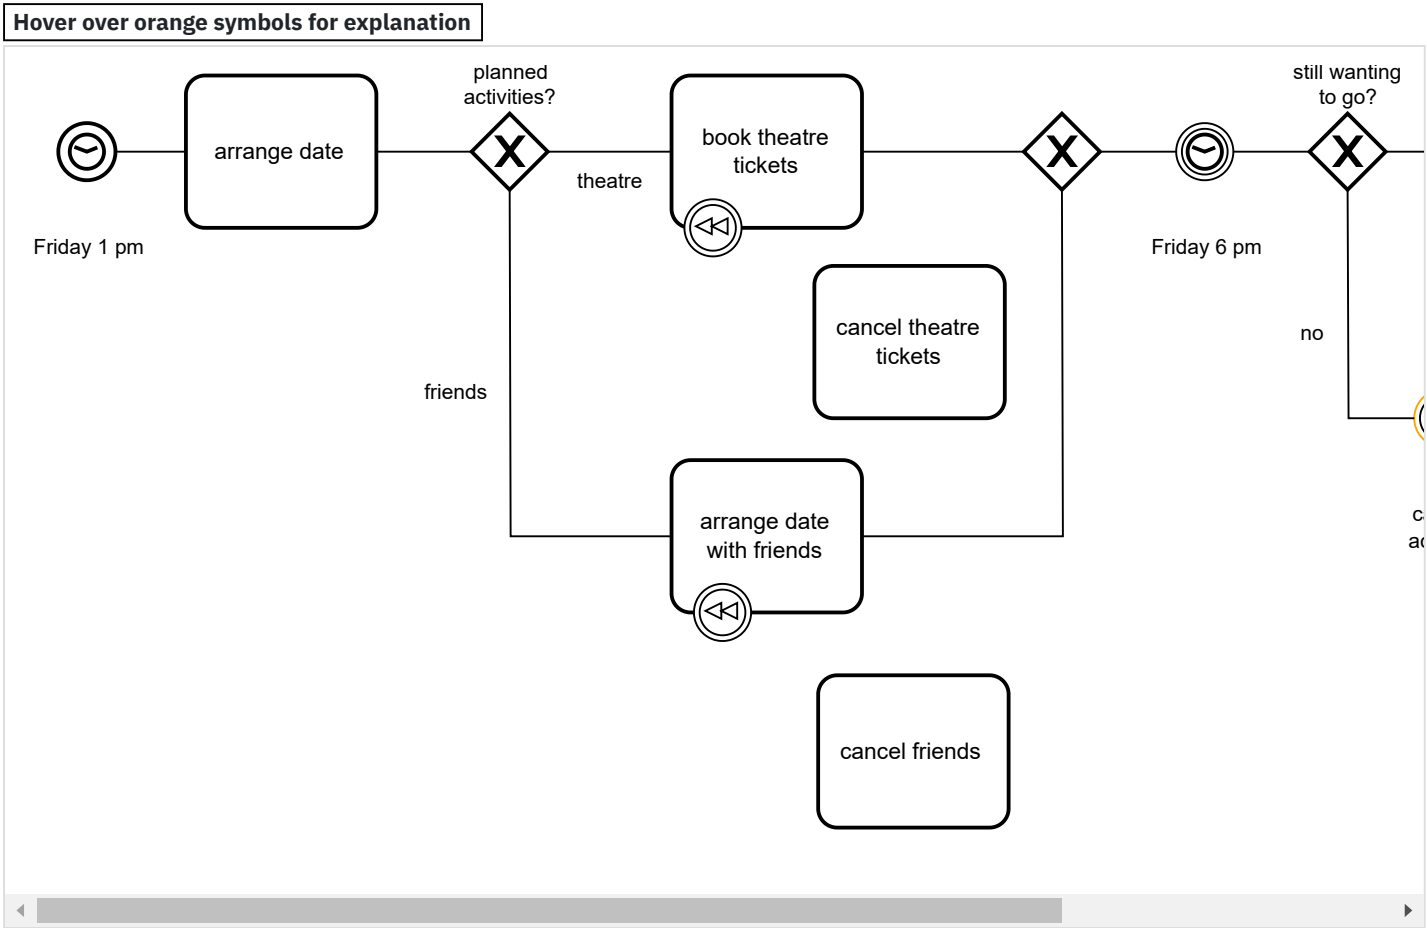 Hover over orange symbols for explanation
planned
activities?
still wanting
to go?
arrange date
book theatre
tickets
theatre
Friday 1 pm
Friday 6 pm
cancel theatre
tickets
no
friends
arrange date
with friends
cancel friends